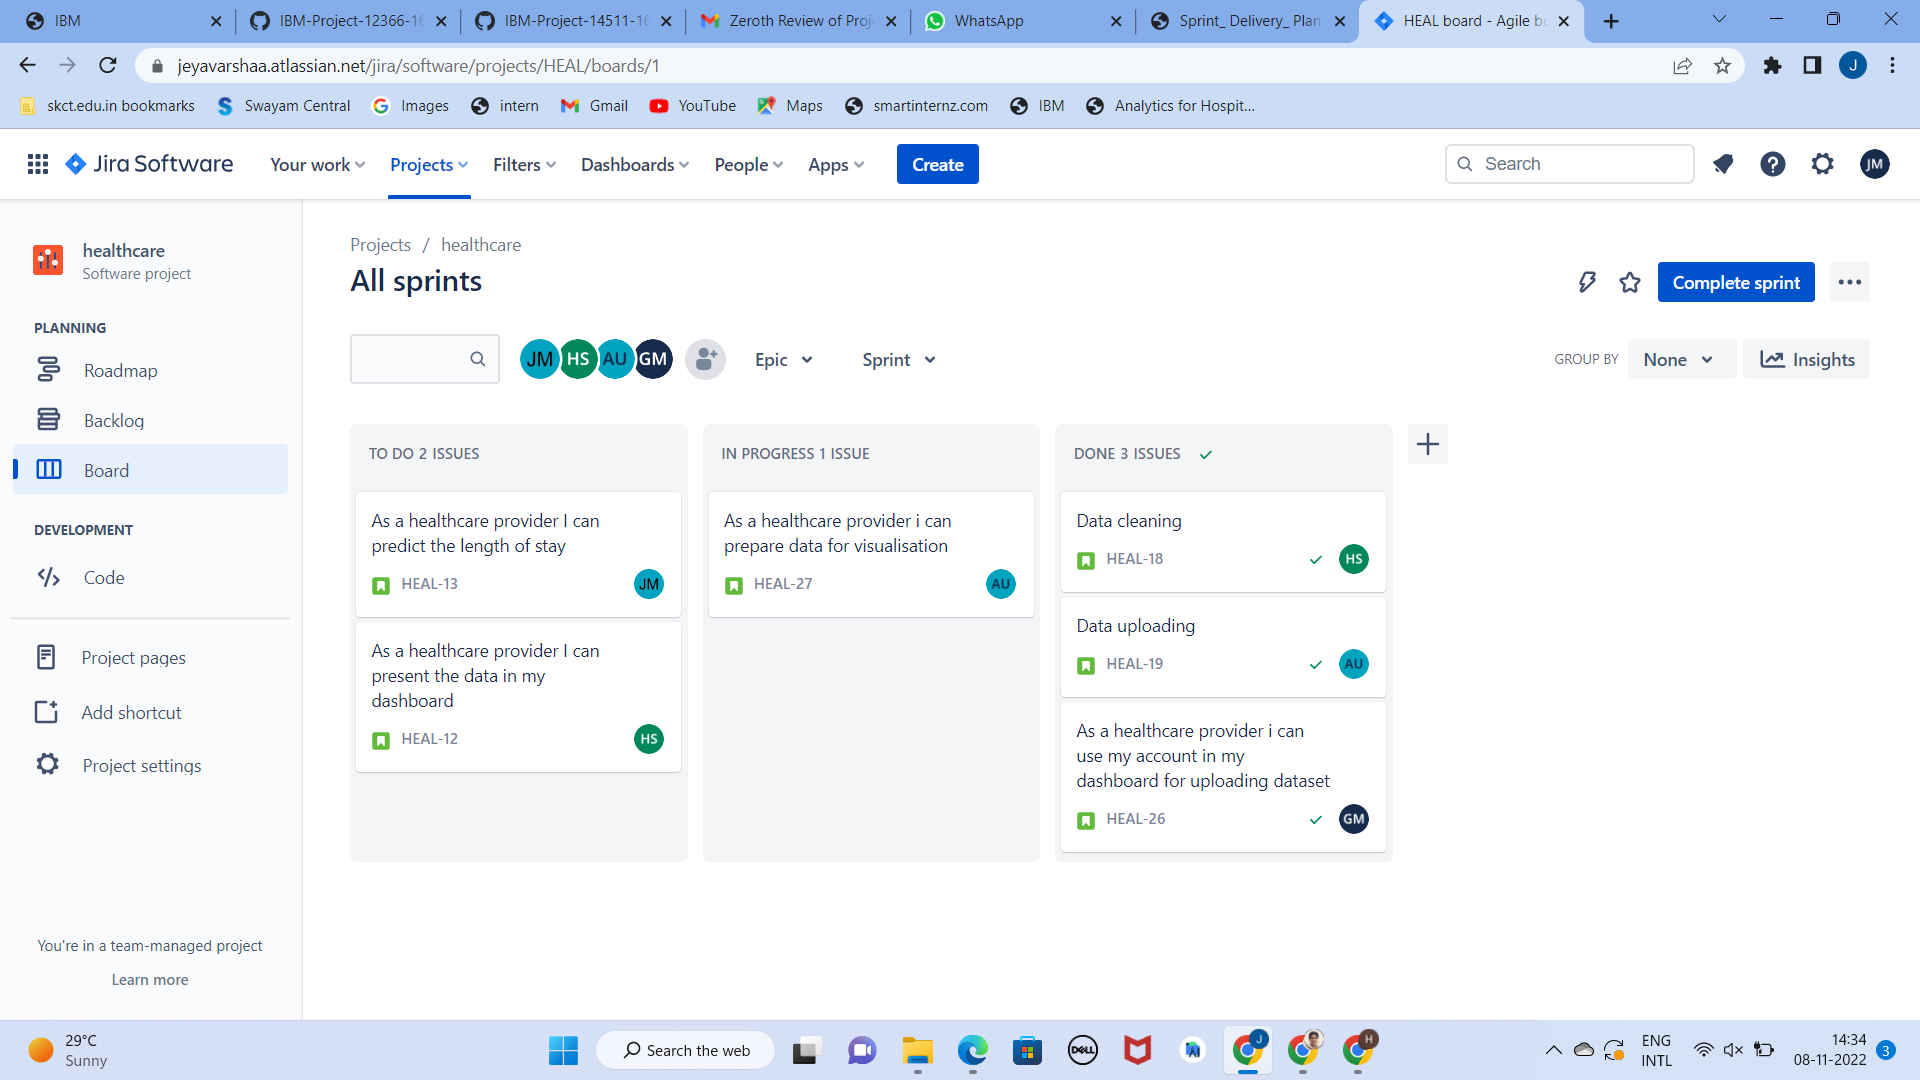 IBM
IBM-Project-12366-16
IBM-Project-14511-16
Zeroth Review of Proj
WhatsApp
Sprint_ Delivery_ Plan
HEAL board - Agile b
jeyavarshaa.atlassian.net/jira/software/projects/HEAL/boards/1
J
skct.edu.in bookmarks
Swayam Central
Images
intern
Gmail
YouTube
Maps
smartinternz.com
IBM
Analytics for Hospit...
Jira Software
Your work
Projects
Filters
Dashboards
People
Apps
Create
Search
JM
healthcare
Software project
PLANNING
Roadmap
Backlog
Board
DEVELOPMENT
Code
Project pages
Add shortcut
Project settings
You're in a team-managed project
Learn more
Projects / healthcare
All sprints
Complete sprint
JM HS AU GM
Epic
Sprint
GROUP BY
None
Insights
TO DO 2 ISSUES
As a healthcare provider I can
predict the length of stay
HEAL-13
JM
As a healthcare provider I can
present the data in my
dashboard
HEAL-12
HS
IN PROGRESS 1 ISSUE
As a healthcare provider i can
prepare data for visualisation
HEAL-27
AU
DONE 3 ISSUES
Data cleaning
HEAL-18
HS
Data uploading
HEAL-19
AU
As a healthcare provider i can
use my account in my
dashboard for uploading dataset
HEAL-26
GM
29°C
Sunny
Search the web
DELL
J
H
ENG
INTL
14:34
08-11-2022
3